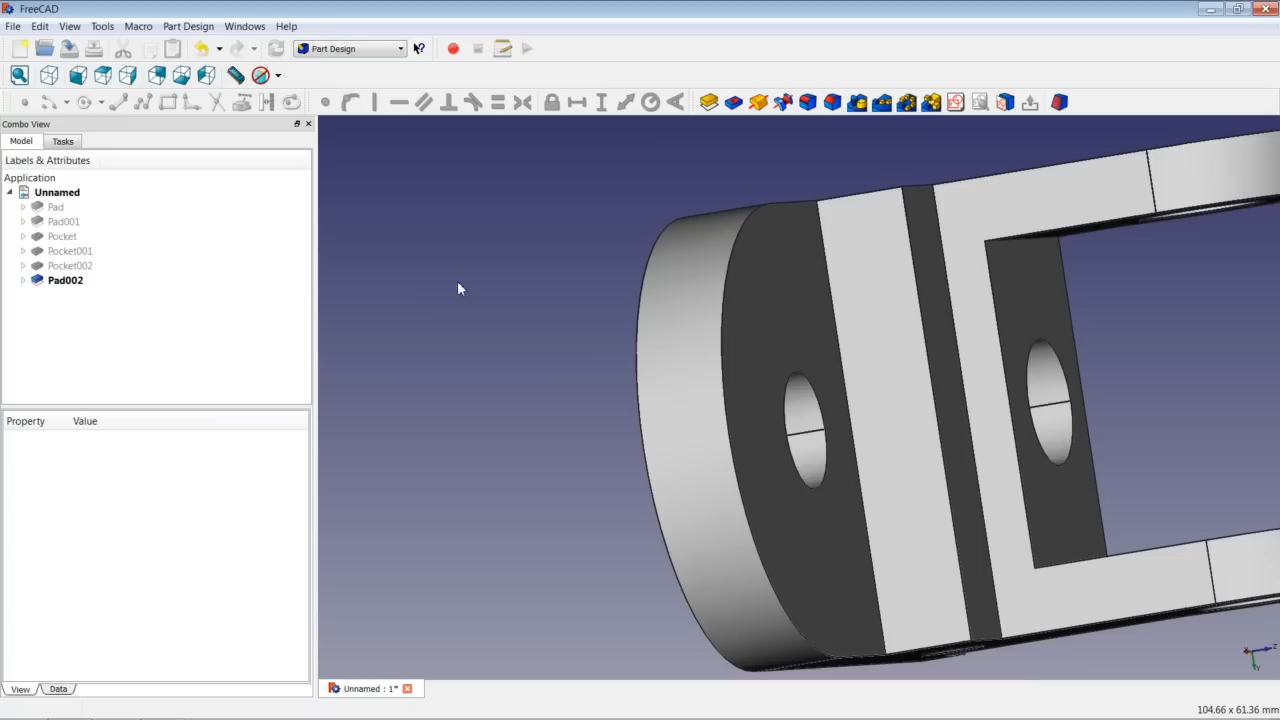 FreeCAD
File Edit View Tools Macro Part Design Windows Help
Part Design
Combo View
Model Tasks
Labels & Attributes
Application
Unnamed
Pad
Pad001
Pocket
Pocket001
Pocket002
Pad002
Property Value
View Data
Unnamed : 1*
104.66 x 61.36 mm